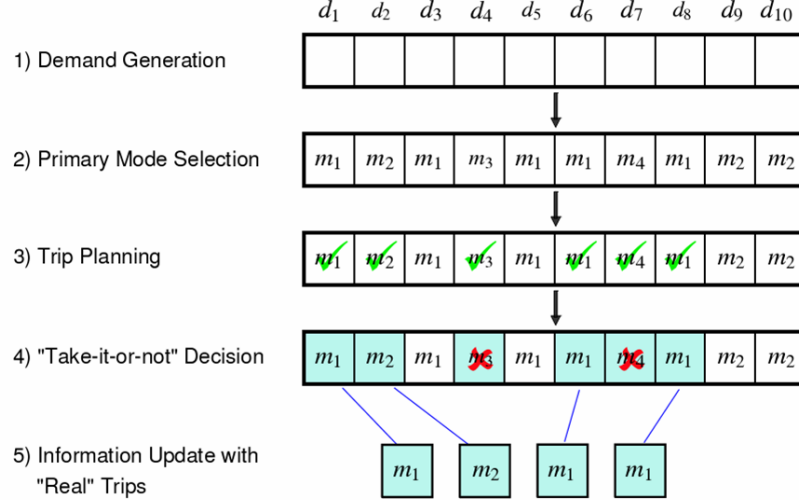 d1 d2 d3 d4 d5 d6 d7 d8 d9 d10
1) Demand Generation
2) Primary Mode Selection m1 m2 m1 m3 m1 m1 m4 m1 m2 m2
3) Trip Planning m1 m2 m1 m3 m1 m1 m4 m1 m2 m2
4) "Take-it-or-not" Decision m1 m2 m1 m3 m1 m1 m4 m1 m2 m2
5) Information Update with
"Real" Trips m1 m2 m1 m1